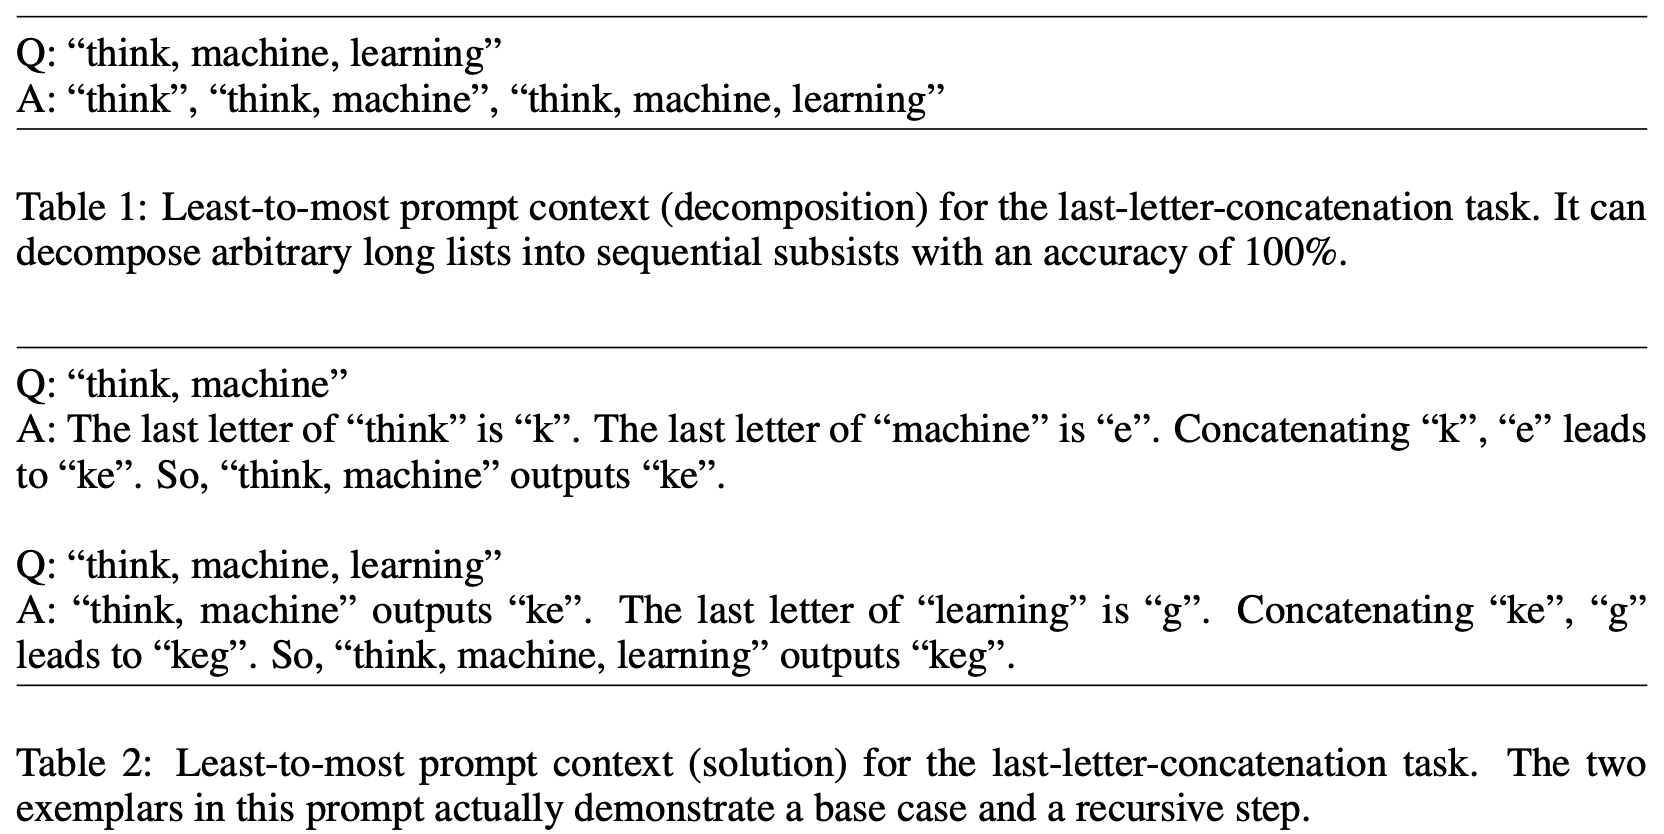 Q: “think, machine, learning”
A: “think”, “think, machine”, “think, machine, learning”
Table 1: Least-to-most prompt context (decomposition) for the last-letter-concatenation task. It can
decompose arbitrary long lists into sequential subsists with an accuracy of 100%.
Q: “think, machine”
A: The last letter of “think” is “k”. The last letter of “machine” is “e”. Concatenating “k”, “e” leads
to “ke”. So, “think, machine” outputs “ke”.
Q: “think, machine, learning”
A: “think, machine” outputs “ke”. The last letter of “learning” is “g”. Concatenating “ke”, “g”
leads to “keg”. So, “think, machine, learning” outputs “keg”.
Table 2: Least-to-most prompt context (solution) for the last-letter-concatenation task. The two
exemplars in this prompt actually demonstrate a base case and a recursive step.